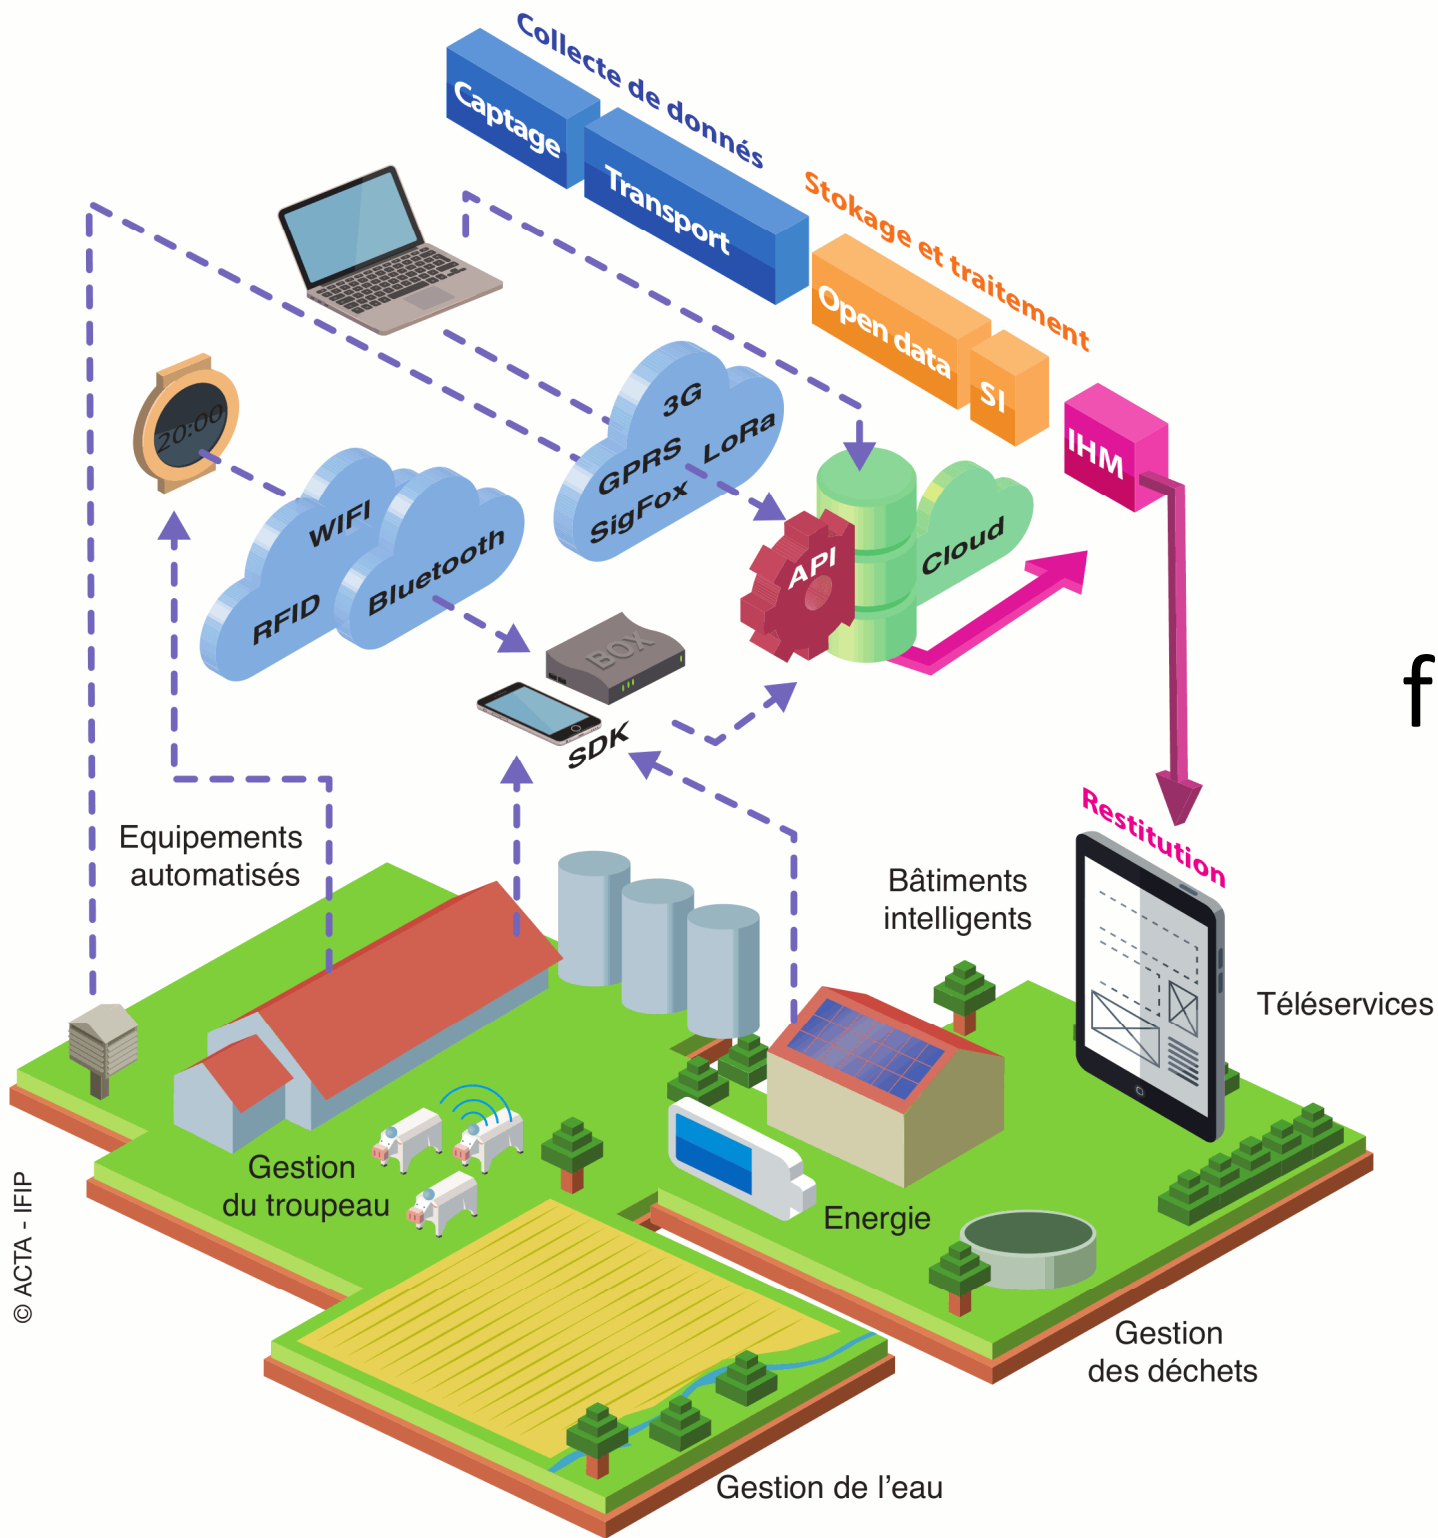 Collecte de donnés
Captage
Transport
Stokage et traitement
Open data
SI
IHM
20:00
3G
GPRS
LoRa
SigFox
WIFI
Bluetooth
RFID
API
Cloud
BOX
SDK
f
Restitution
Equipements
automatisés
Bâtiments
intelligents
Téléservices
Gestion
du troupeau
Energie
© ACTA - IFIP
Gestion
des déchets
Gestion de l'eau